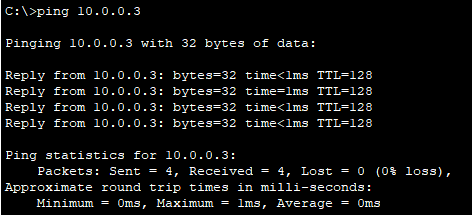 C:\>ping 10.0.0.3
Pinging 10.0.0.3 with 32 bytes of data:
Reply from 10.0.0.3: bytes=32 time<1ms TTL=128
Reply from 10.0.0.3: bytes=32 time=1ms TTL=128
Reply from 10.0.0.3: bytes=32 time<1ms TTL=128
Reply from 10.0.0.3: bytes=32 time<1ms TTL=128
Ping statistics for 10.0.0.3:
Packets: Sent = 4, Received = 4, Lost = 0 (0% loss),
Approximate round trip times in milli-seconds:
Minimum = 0ms, Maximum = 1ms, Average = 0ms